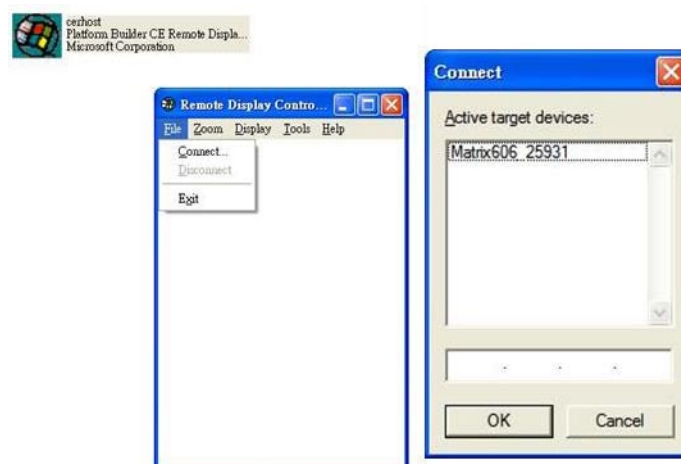 cerhost
Platform Builder CE Remote Displa...
Microsoft Corporation
Remote Display Contro...
File Zoom Display Tools Help
Connect...
Disconnect
Exit
Connect
Active target devices:
Matrix606_25931
. . .
OK Cancel